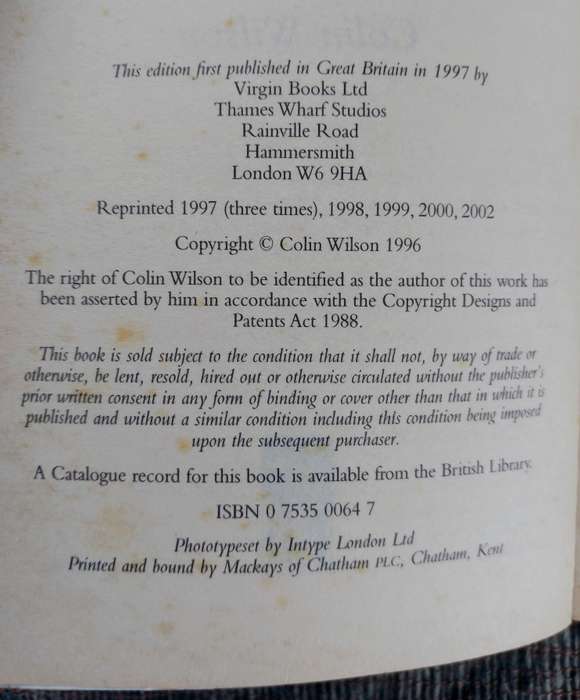 Colin Wilson
This edition first published in Great Britain in 1997 by
Virgin Books Ltd
Thames Wharf Studios
Rainville Road
Hammersmith
London W6 9HA
Reprinted 1997 (three times), 1998, 1999, 2000, 2002
Copyright © Colin Wilson 1996
The right of Colin Wilson to be identified as the author of this work has
been asserted by him in accordance with the Copyright Designs and
Patents Act 1988.
This book is sold subject to the condition that it shall not, by way of trade or
otherwise, be lent, resold, hired out or otherwise circulated without the publisher's
prior written consent in any form of binding or cover other than that in which it is
published and without a similar condition including this condition being imposed
upon the subsequent purchaser.
A Catalogue record for this book is available from the British Library.
ISBN 0 7535 0064 7
Phototypeset by Intype London Ltd
Printed and bound by Mackays of Chatham PLC, Chatham, Kent